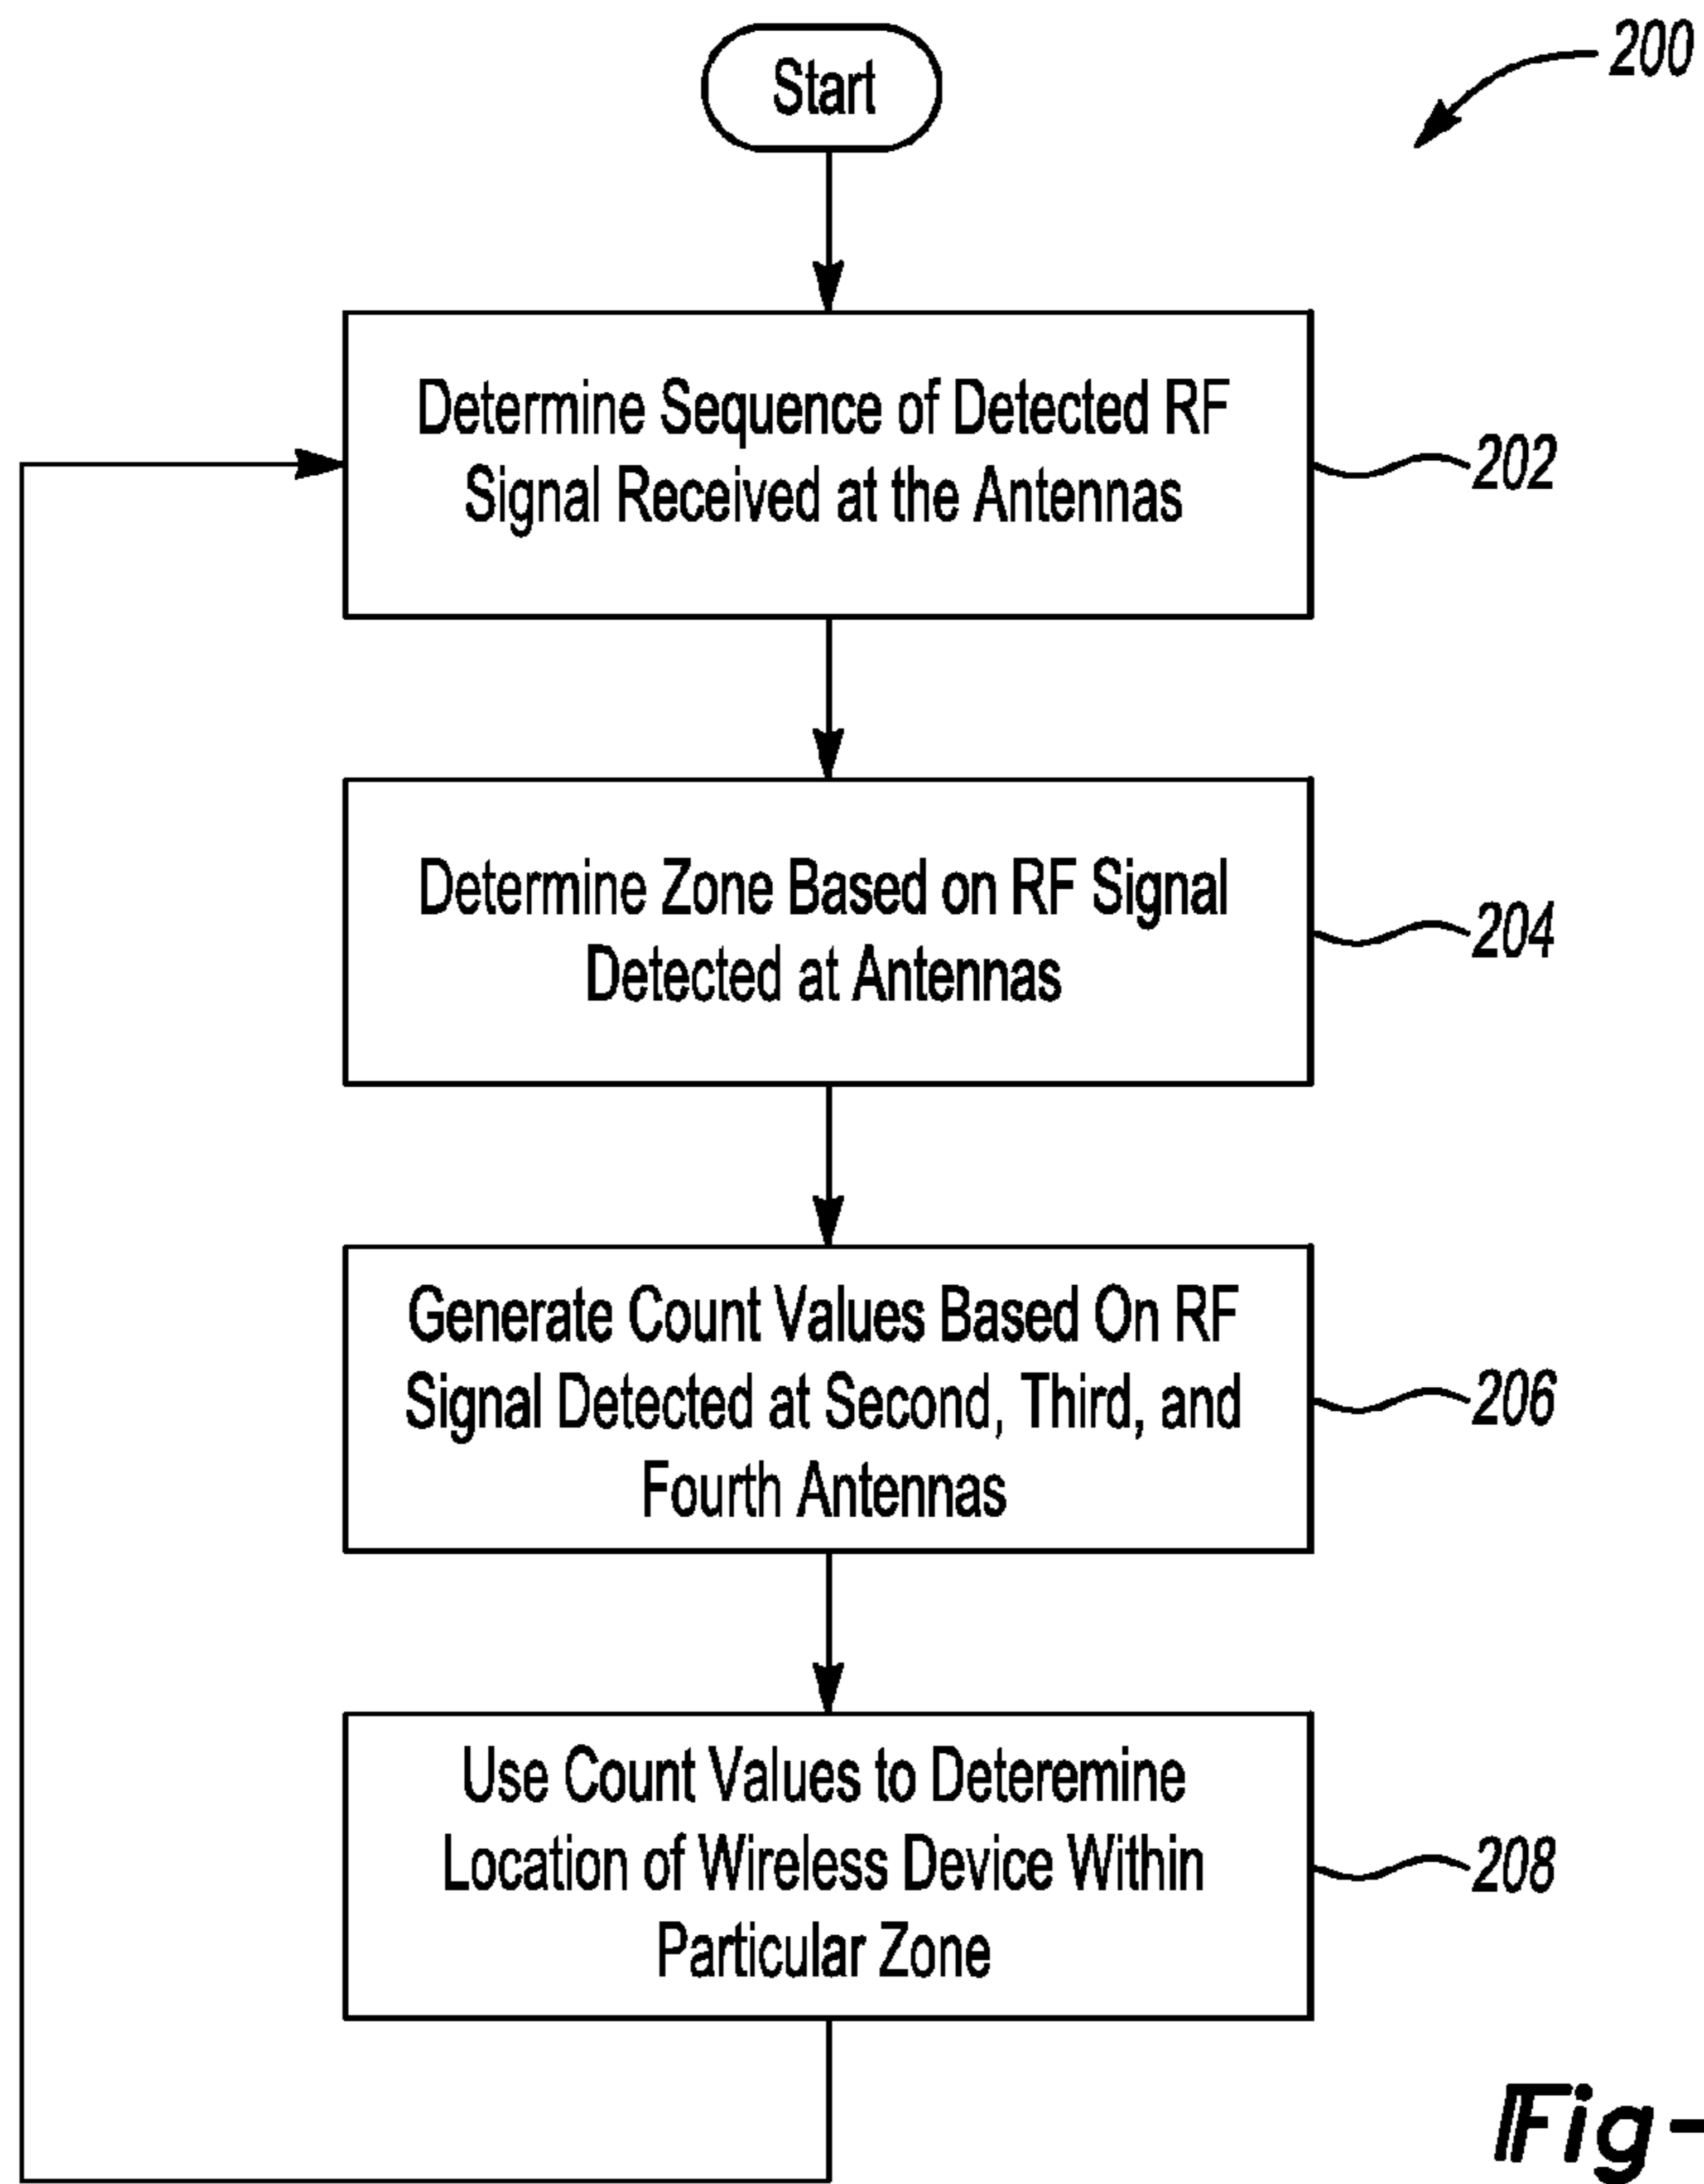 Start
200
Determine Sequence of Detected RF
Signal Received at the Antennas
202
Determine Zone Based on RF Signal
Detected at Antennas
204
Generate Count Values Based On RF
Signal Detected at Second, Third, and
Fourth Antennas
206
Use Count Values to Deteremine
Location of Wireless Device Within
Particular Zone
208
Fig-